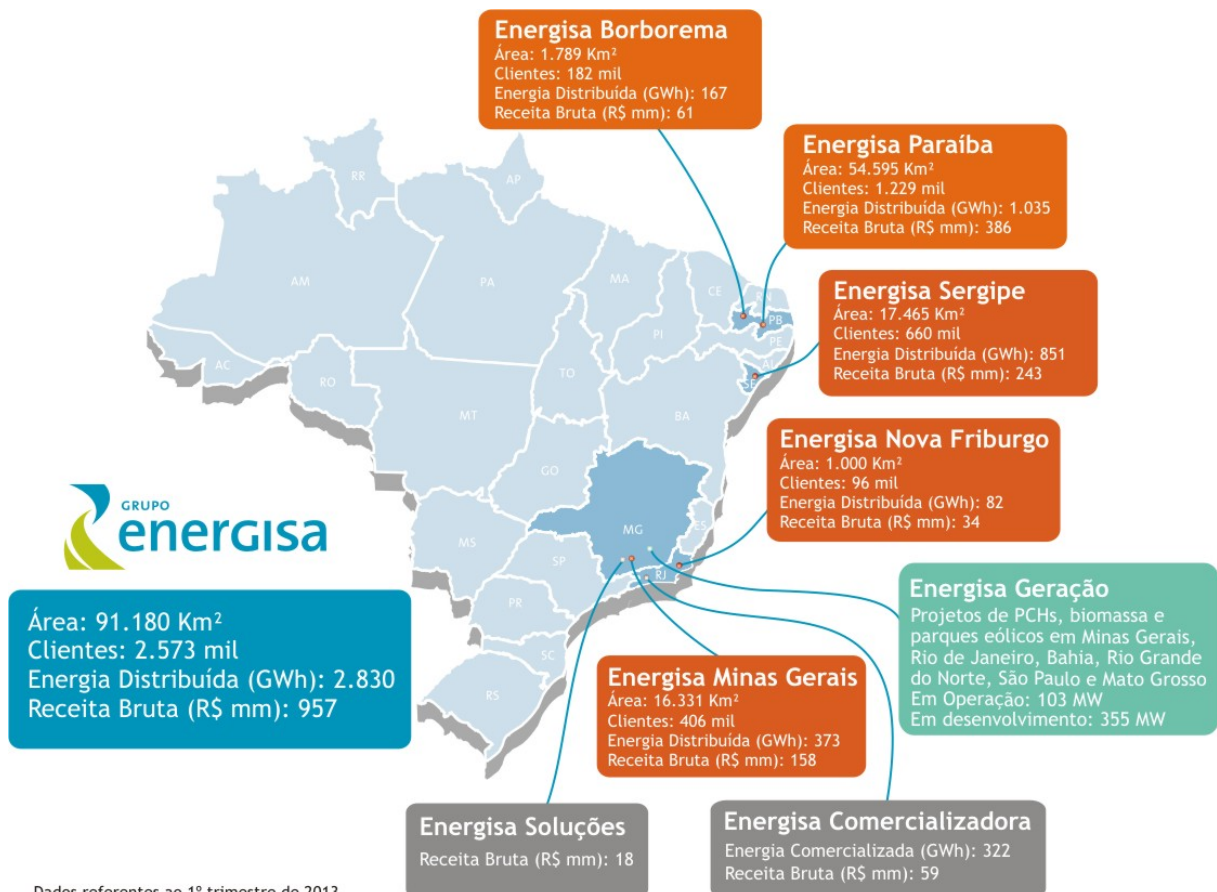 Energisa Borborema
Área: 1.789 Km²
Clientes: 182 mil
Energia Distribuída (GWh): 167
Receita Bruta (R$ mm): 61
Energisa Paraíba
Área: 54.595 Km²
Clientes: 1.229 mil
Energia Distribuída (GWh): 1.035
Receita Bruta (R$ mm): 386
Energisa Sergipe
Área: 17.465 Km²
Clientes: 660 mil
Energia Distribuída (GWh): 851
Receita Bruta (R$ mm): 243
Energisa Nova Friburgo
Área: 1.000 Km²
Clientes: 96 mil
Energia Distribuída (GWh): 82
Receita Bruta (R$ mm): 34
RR
AP
AM
PA
MA
CE
RN
PB
PI
PE
AL
SE
AC
RO
TO
MT
BA
GO
MG
ES
MS
SP
RJ
PR
SC
RS
GRUPO
energisa
Área: 91.180 Km²
Clientes: 2.573 mil
Energia Distribuída (GWh): 2.830
Receita Bruta (R$ mm): 957
Energisa Geração
Projetos de PCHs, biomassa e
parques eólicos em Minas Gerais,
Rio de Janeiro, Bahia, Rio Grande
do Norte, São Paulo e Mato Grosso
Em Operação: 103 MW
Em desenvolvimento: 355 MW
Energisa Minas Gerais
Área: 16.331 Km²
Clientes: 406 mil
Energia Distribuída (GWh): 373
Receita Bruta (R$ mm): 158
Energisa Soluções
Receita Bruta (R$ mm): 18
Energisa Comercializadora
Energia Comercializada (GWh): 322
Receita Bruta (R$ mm): 59
Dados referentes ao 1º trimestre de 2013